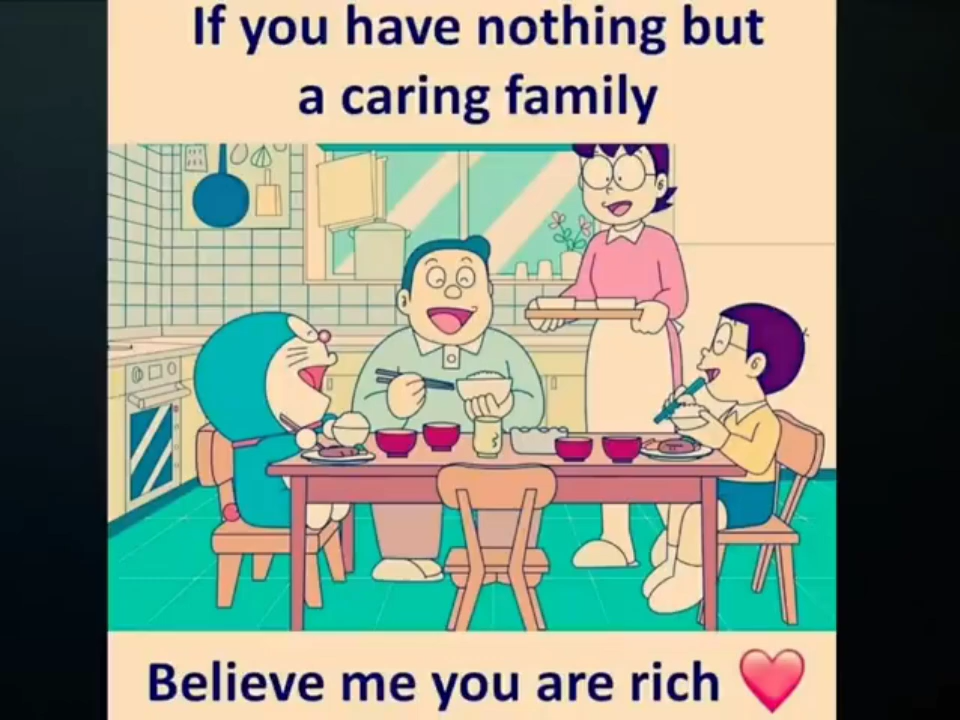 If you have nothing but
a caring family
Believe me you are rich ❤️